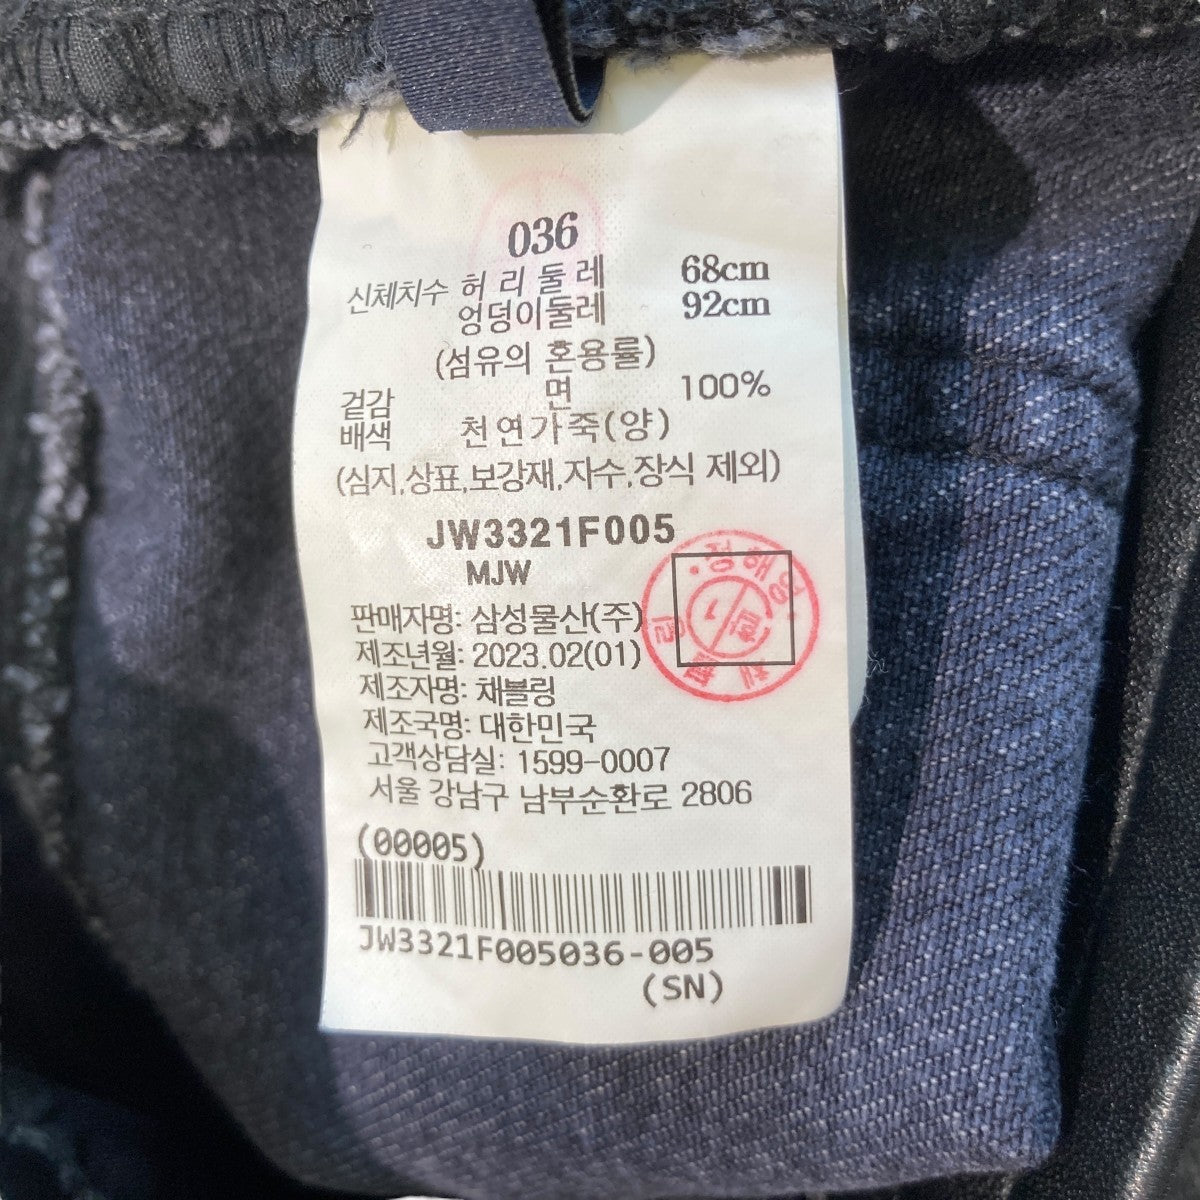 036
신체치수 허리둘레 68cm
엉덩이둘레 92cm
(섬유의 혼용률)
겉감 면 100%
배색 천연가죽(양)
(심지,상표,보강재,자수,장식 제외)
JW3321F005
MJW
판매자명: 삼성물산(주)
제조년월: 2023.02(01)
제조자명: 채블링
제조국명: 대한민국
고객상담실: 1599-0007
서울 강남구 남부순환로 2806
(00005)
JW3321F005036-005
(SN)